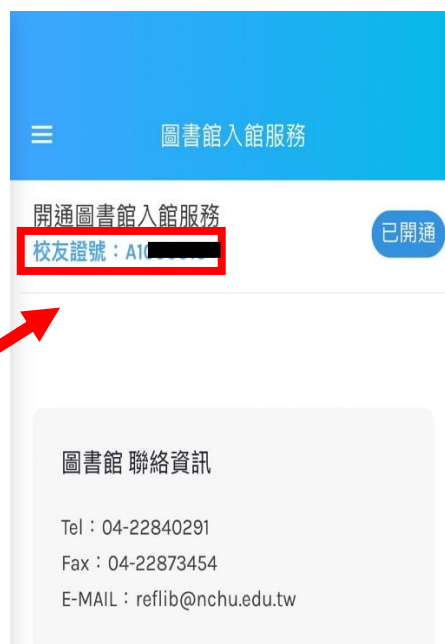 圖書館入館服務
開通圖書館入館服務
已開通
校友證號：A10
圖書館 聯絡資訊
Tel：04-22840291
Fax：04-22873454
E-MAIL：reflib@nchu.edu.tw